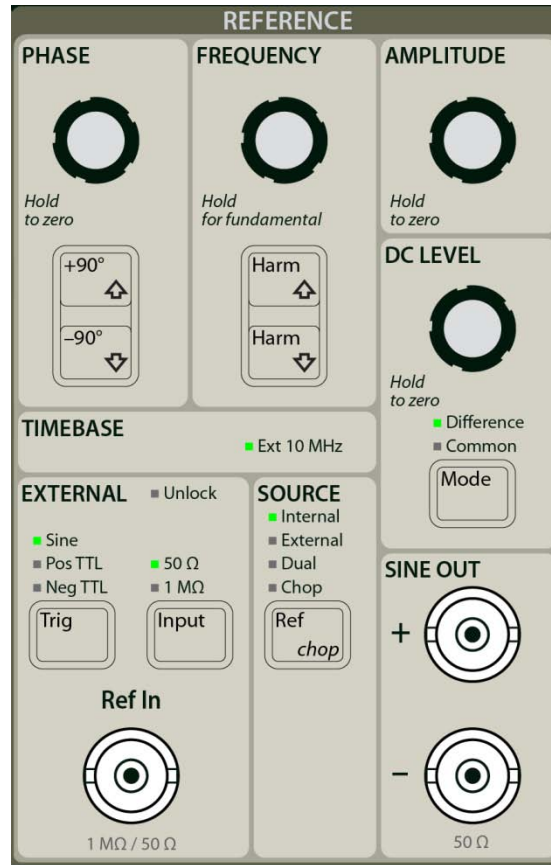 REFERENCE
PHASE
Hold
to zero
+90°
–90°
FREQUENCY
Hold
for fundamental
Harm
Harm
AMPLITUDE
Hold
to zero
DC LEVEL
Hold
to zero
Difference
Common
Mode
TIMEBASE
Ext 10 MHz
EXTERNAL
Unlock
Sine
Pos TTL
Neg TTL
50 Ω
1 MΩ
Trig
Input
Ref In
1 MΩ / 50 Ω
SOURCE
Internal
External
Dual
Chop
Ref
chop
SINE OUT
+
–
50 Ω